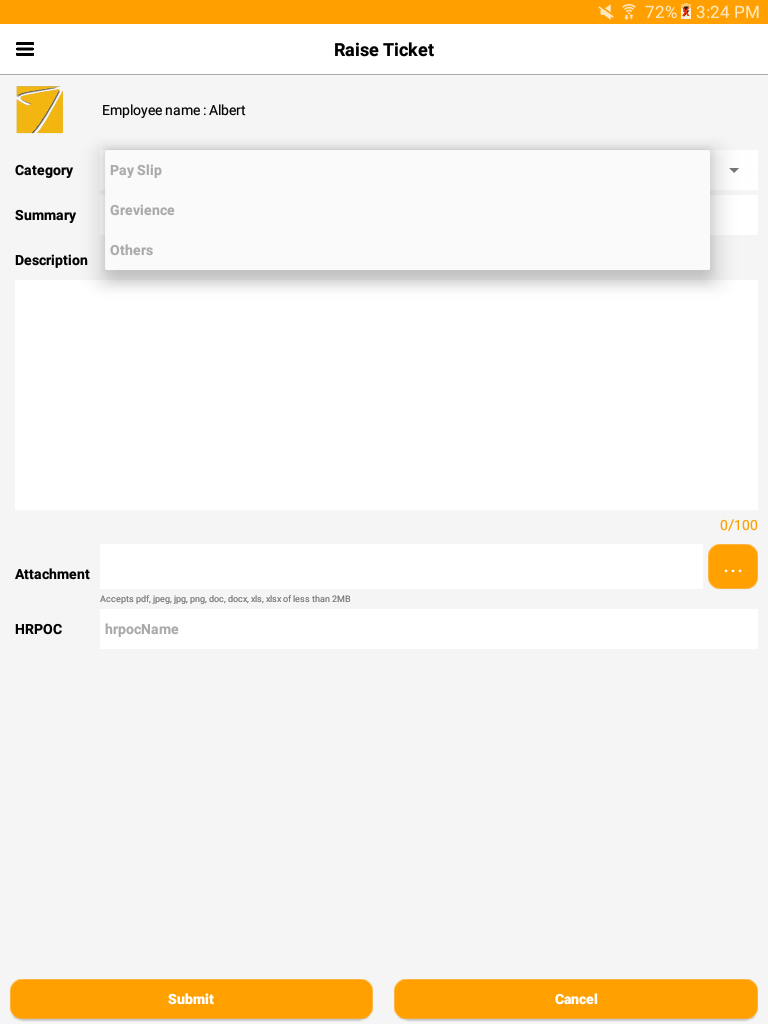 72% 3:24 PM
Raise Ticket
Employee name : Albert
Category
Pay Slip
Summary
Grevience
Others
Description
0/100
Attachment
...
Accepts pdf, jpeg, jpg, png, doc, docx, xls, xlsx of less than 2MB
HRPOC
hrpocName
Submit
Cancel